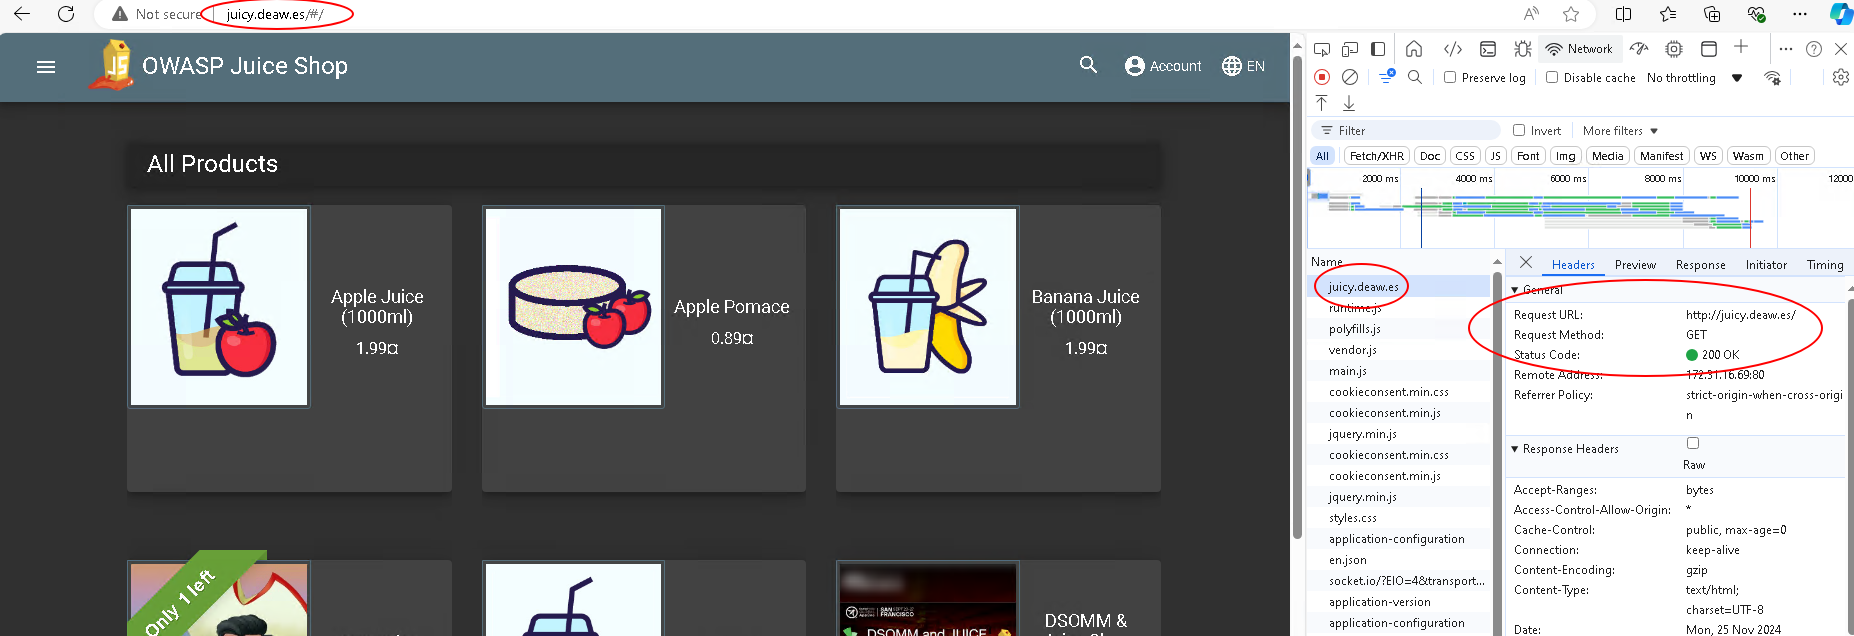 Not secure
juicy.deaw.es/#/
OWASP Juice Shop
Account
EN
All Products
Apple Juice
(1000ml)
1.99¤
Apple Pomace
0.89¤
Banana Juice
(1000ml)
1.99¤
Only 1 left
SAN
FRANCISCO
DSOMM and JUICE
DSOMM &
Network
Preserve log
Disable cache
No throttling
Filter
Invert
More filters
All
Fetch/XHR
Doc
CSS
JS
Font
Img
Media
Manifest
WS
Wasm
Other
2000 ms
4000 ms
6000 ms
8000 ms
10000 ms
12000
Name
juicy.deaw.es
runtime.js
polyfills.js
vendor.js
main.js
cookieconsent.min.css
cookieconsent.min.js
jquery.min.js
cookieconsent.min.css
cookieconsent.min.js
jquery.min.js
styles.css
application-configuration
en.json
socket.io/?EIO=4&transport...
application-version
application-configuration
Headers
Preview
Response
Initiator
Timing
General
Request URL: http://juicy.deaw.es/
Request Method: GET
Status Code: 200 OK
Remote Address: 172.31.16.69:80
Referrer Policy: strict-origin-when-cross-origi
n
Response Headers
Raw
Accept-Ranges: bytes
Access-Control-Allow-Origin: *
Cache-Control: public, max-age=0
Connection: keep-alive
Content-Encoding: gzip
Content-Type: text/html;
charset=UTF-8
Date: Mon, 25 Nov 2024